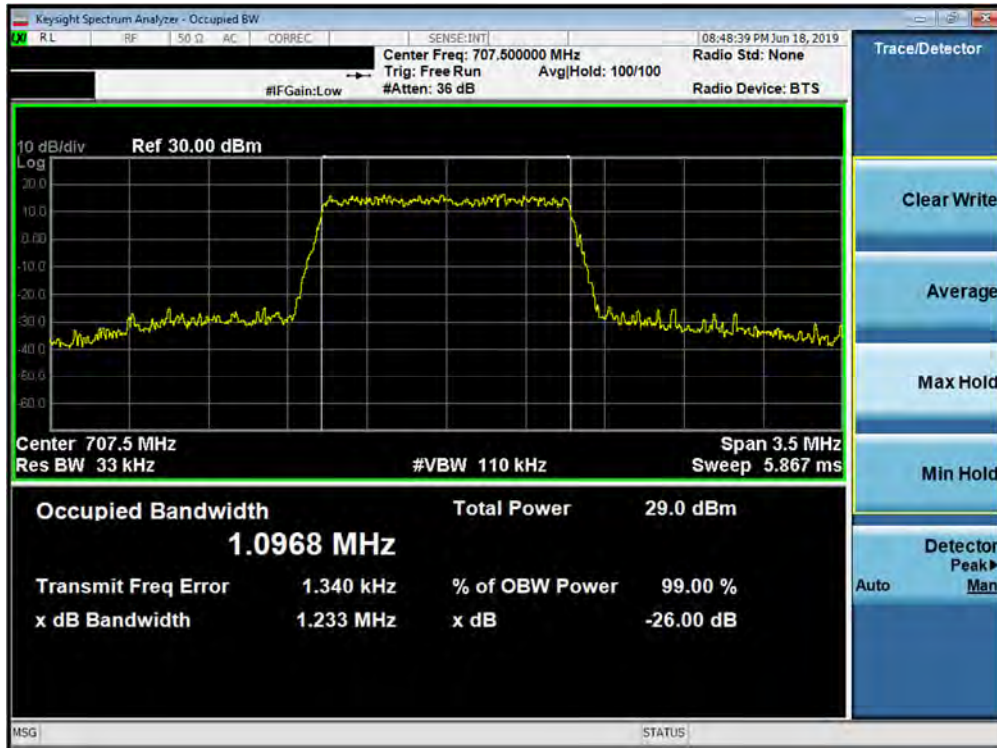 Keysight Spectrum Analyzer - Occupied BW
LXI RL RF 50 Ω AC CORREC SENSE:INT 08:48:39 PM Jun 18, 2019
Center Freq: 707.500000 MHz Radio Std: None
Trig: Free Run Avg|Hold: 100/100
#IFGain:Low #Atten: 36 dB Radio Device: BTS
Trace/Detector
10 dB/div Ref 30.00 dBm
Log
20.0
10.0
0.00
-10.0
-20.0
-30.0
-40.0
-50.0
-60.0
Center 707.5 MHz Span 3.5 MHz
Res BW 33 kHz #VBW 110 kHz Sweep 5.867 ms
Clear Write
Average
Max Hold
Min Hold
Detector
Peak▶
Auto Man
Occupied Bandwidth Total Power 29.0 dBm
1.0968 MHz
Transmit Freq Error 1.340 kHz % of OBW Power 99.00 %
x dB Bandwidth 1.233 MHz x dB -26.00 dB
MSG STATUS